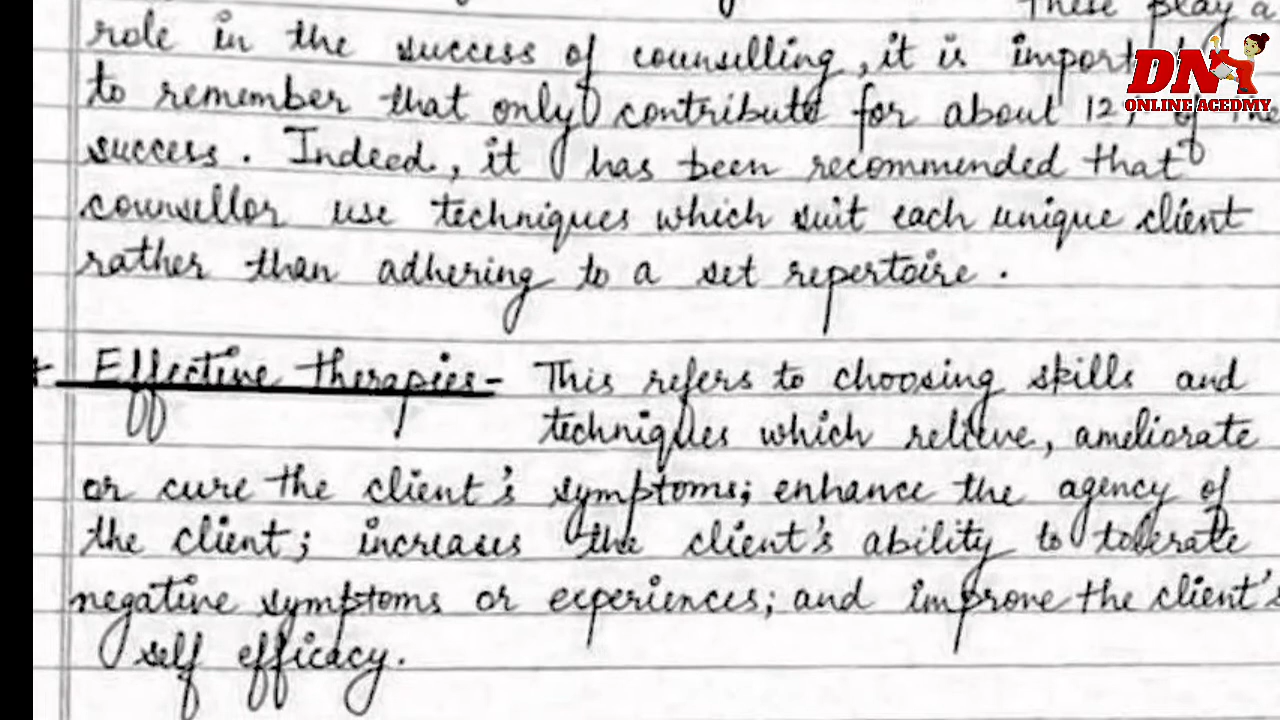 These play a
role in the success of counselling, it is import
to remember that only contribute for about 12% of the
success. Indeed, it has been recommended that
counsellor use techniques which suit each unique client
rather than adhering to a set repertoire.
Effective therapies- This refers to choosing skills and
techniques which relieve, ameliorate
or cure the client's symptoms; enhance the agency of
the client; increases the client's ability to tolerate
negative symptoms or experiences; and improve the client's
self efficacy.
DN
ONLINE ACEDMY